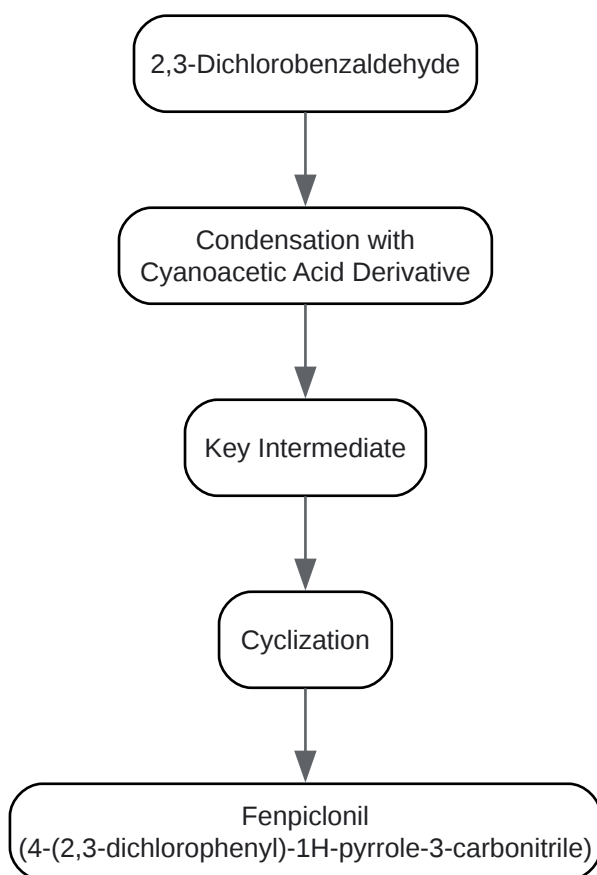 2,3-Dichlorobenzaldehyde
Condensation with
Cyanoacetic Acid Derivative
Key Intermediate
Cyclization
Fenpiclonil
(4-(2,3-dichlorophenyl)-1H-pyrrole-3-carbonitrile)